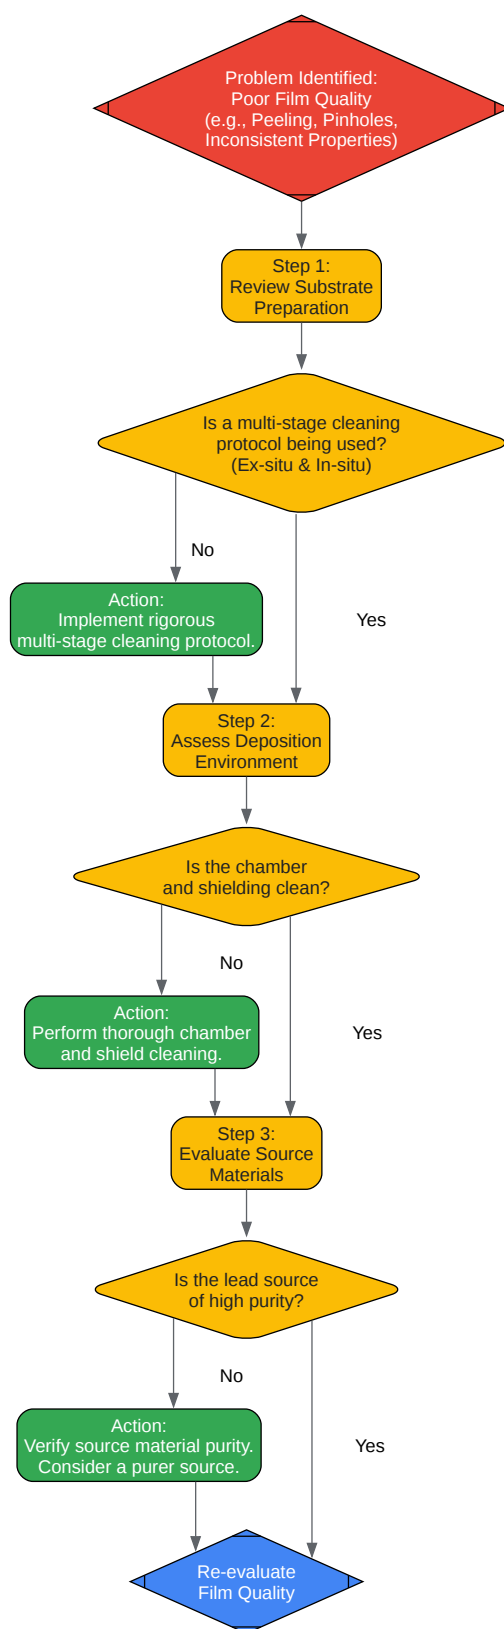 Problem Identified:
Poor Film Quality
(e.g., Peeling, Pinholes,
Inconsistent Properties)
Step 1:
Review Substrate
Preparation
Is a multi-stage cleaning
protocol being used?
(Ex-situ & In-situ)
No
Action:
Implement rigorous
multi-stage cleaning protocol.
Yes
Step 2:
Assess Deposition
Environment
Is the chamber
and shielding clean?
No
Action:
Perform thorough chamber
and shield cleaning.
Yes
Step 3:
Evaluate Source
Materials
Is the lead source
of high purity?
No
Action:
Verify source material purity.
Consider a purer source.
Yes
Re-evaluate
Film Quality